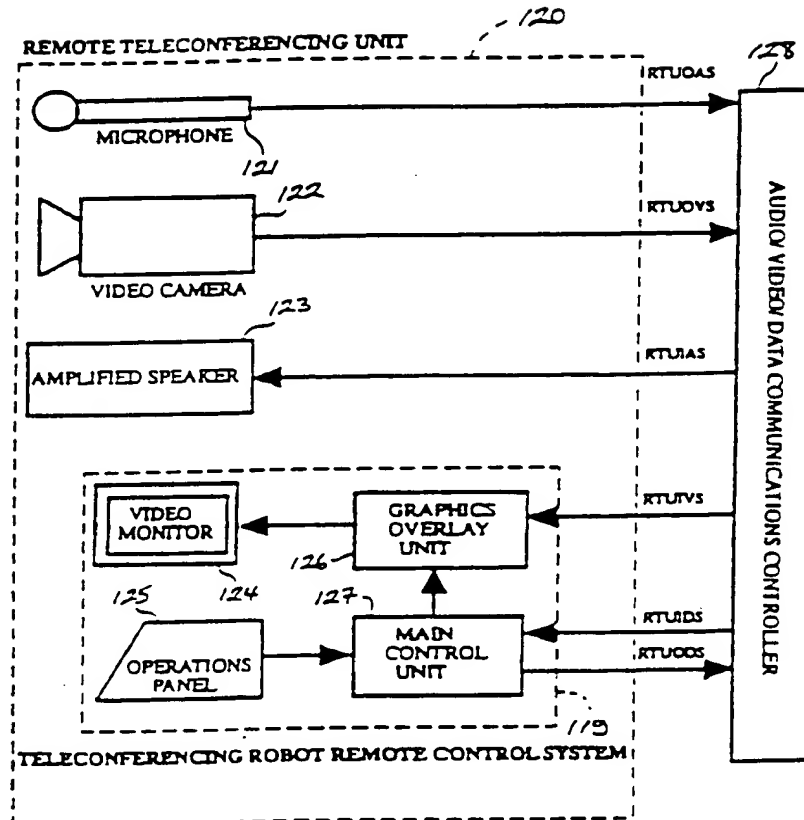 120
REMOTE TELECONFERENCING UNIT
128
RTUOAS
MICROPHONE
121
122
RTUOVS
VIDEO CAMERA
123
AMPLIFIED SPEAKER
RTUIAS
AUDIO/ VIDEO/ DATA COMMUNICATIONS CONTROLLER
VIDEO
MONITOR
GRAPHICS
OVERLAY
UNIT
RTUIVS
126
124
125
127
OPERATIONS
PANEL
MAIN
CONTROL
UNIT
RTUIDS
RTUODS
119
TELECONFERENCING ROBOT REMOTE CONTROL SYSTEM